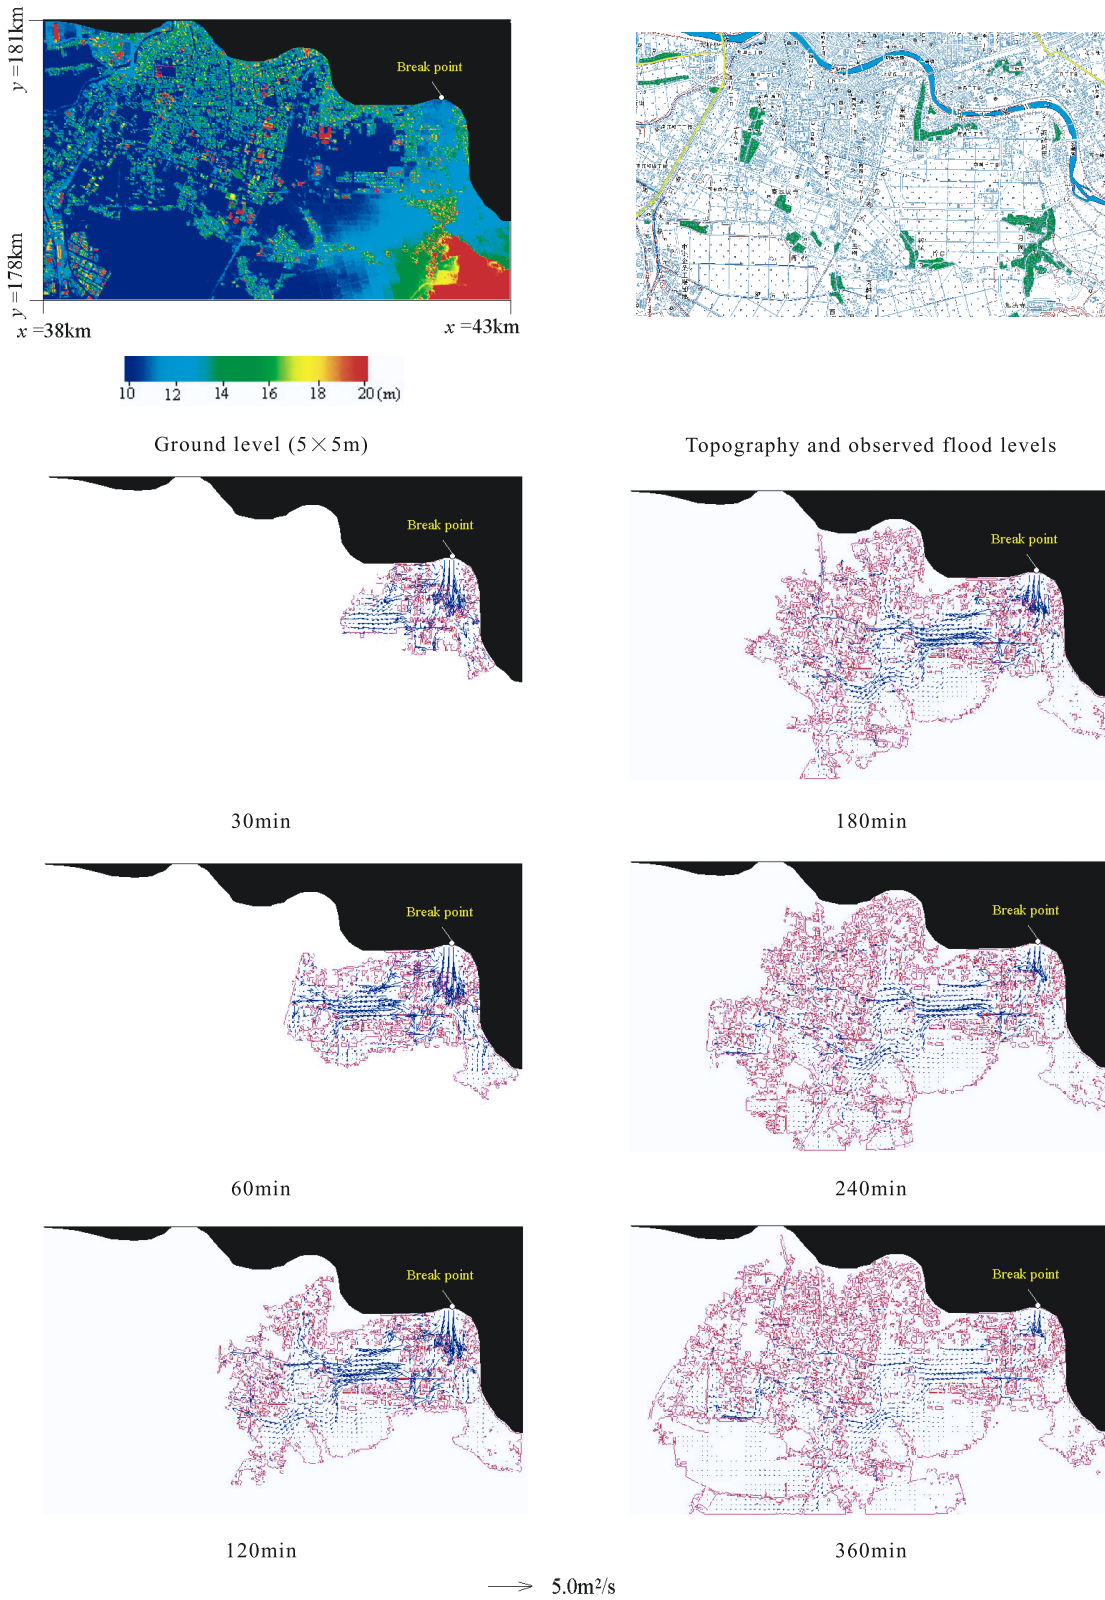 y =181km
Break point
y =178km
x =38km
x =43km
10 12 14 16 18 20 (m)
Ground level (5×5m)
Topography and observed flood levels
Break point
30min
Break point
180min
Break point
60min
Break point
240min
Break point
120min
Break point
360min
5.0m²/s